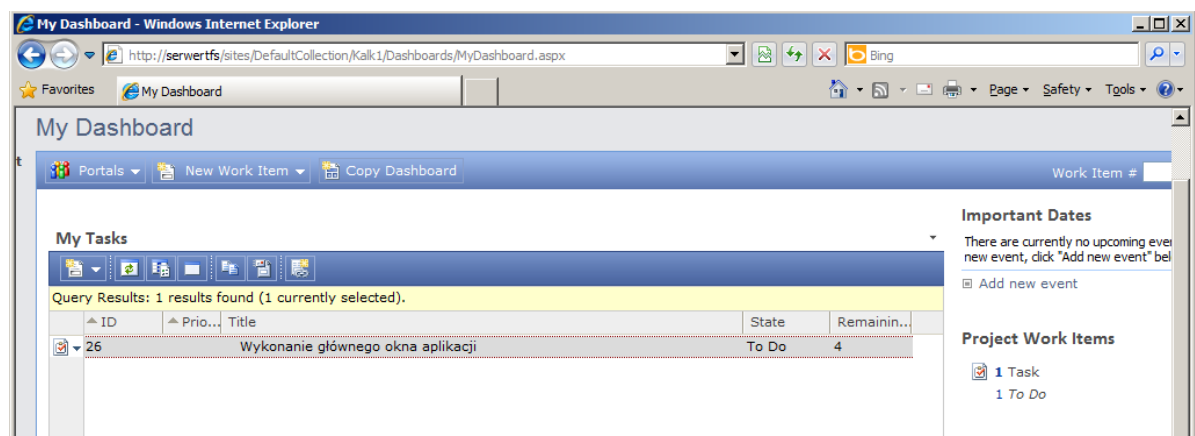 My Dashboard - Windows Internet Explorer
http://serwertfs/sites/DefaultCollection/Kalk1/Dashboards/MyDashboard.aspx
Bing
Favorites My Dashboard Page Safety Tools
My Dashboard
t
Portals New Work Item Copy Dashboard Work Item #
Important Dates
There are currently no upcoming
new event, click "Add new event"
Add new event
My Tasks
Query Results: 1 results found (1 currently selected).
ID Prio... Title State Remainin...
26 Wykonanie głównego okna aplikacji To Do 4
Project Work Items
1 Task
1 To Do